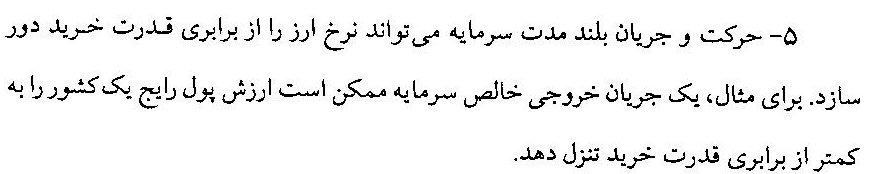 ۵- حرکت و جریان بلند مدت سرمایه می‌تواند نرخ ارز را از برابری قدرت خرید دور
سازد. برای مثال، یک جریان خروجی خالص سرمایه ممکن است ارزش پول رایج یک کشور را به
کمتر از برابری قدرت خرید تنزل دهد.